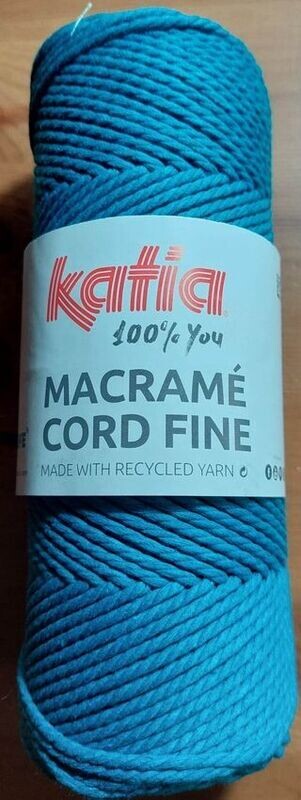 katia
100% You
MACRAMÉ
CORD FINE
MADE WITH RECYCLED YARN